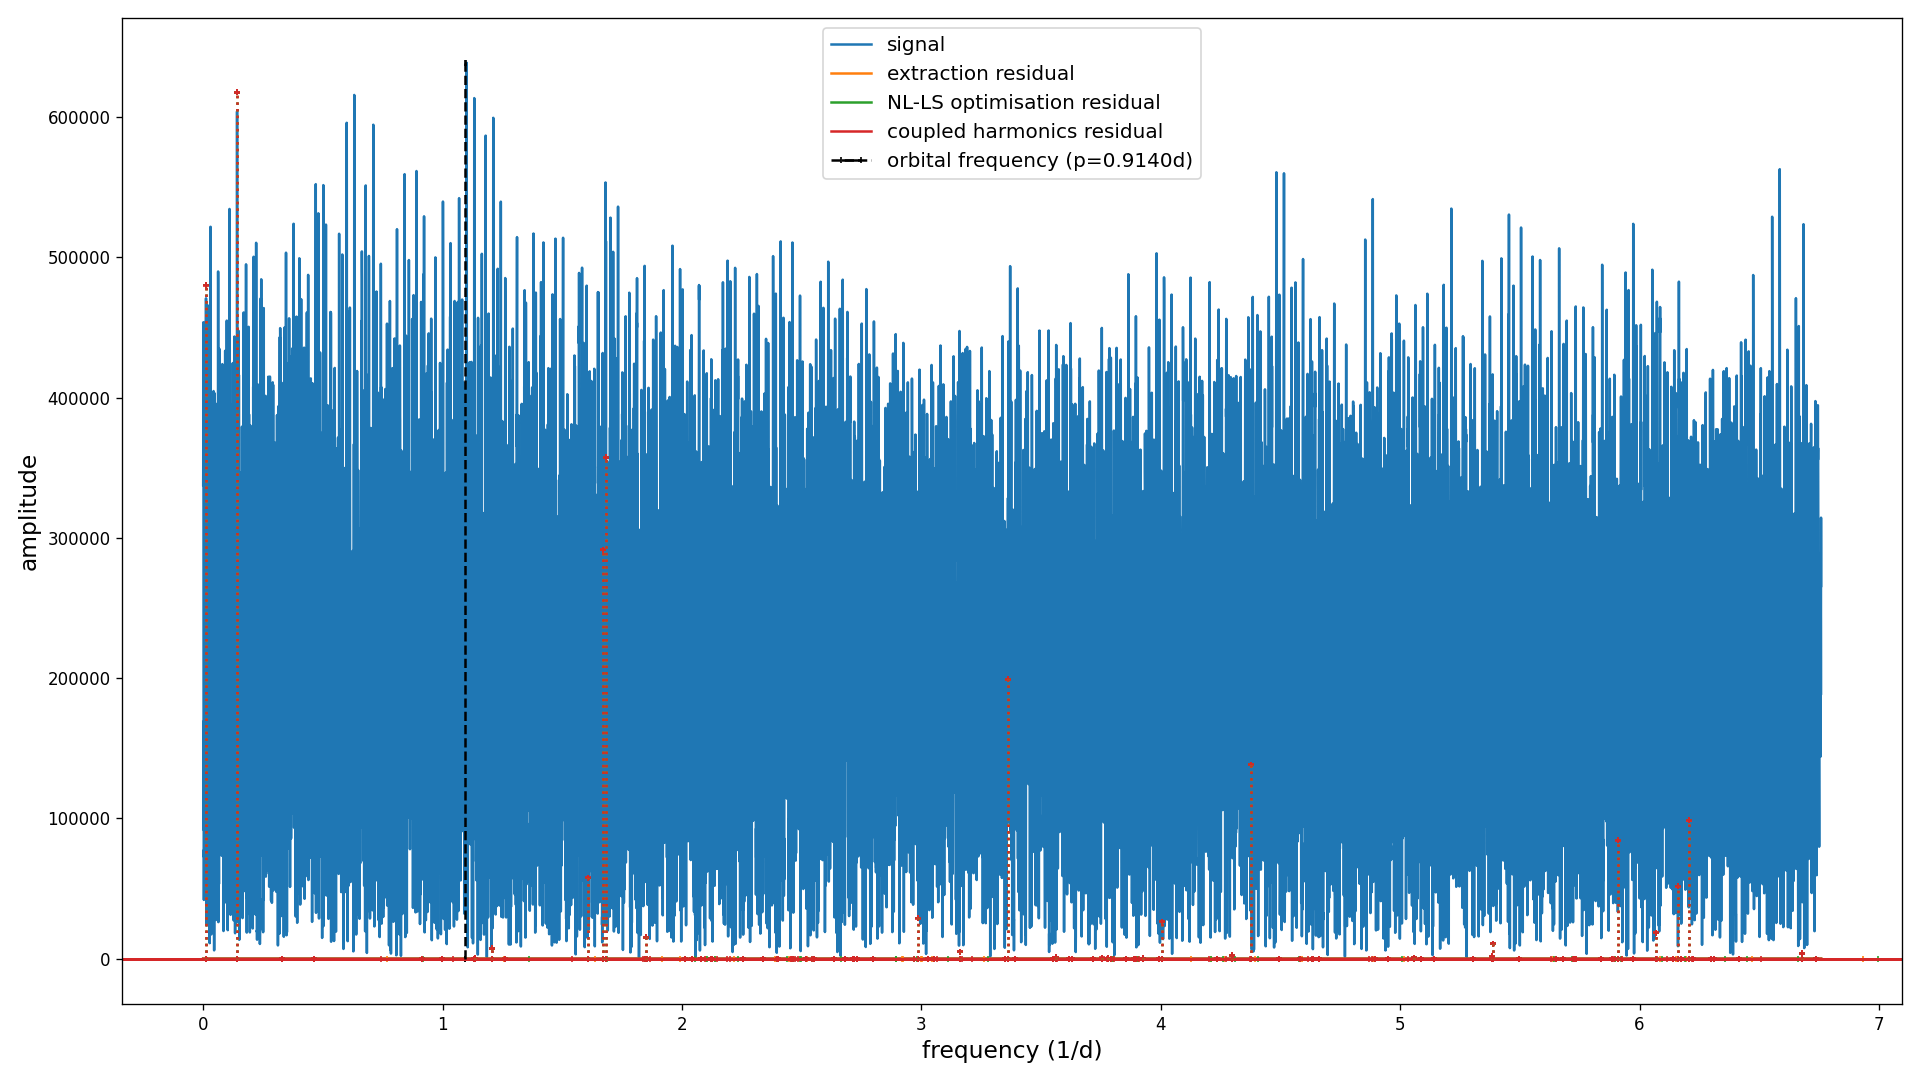 signal
extraction residual
NL-LS optimisation residual
coupled harmonics residual
orbital frequency (p=0.9140d)
amplitude
600000
500000
400000
300000
200000
100000
0
0 1 2 3 4 5 6 7
frequency (1/d)